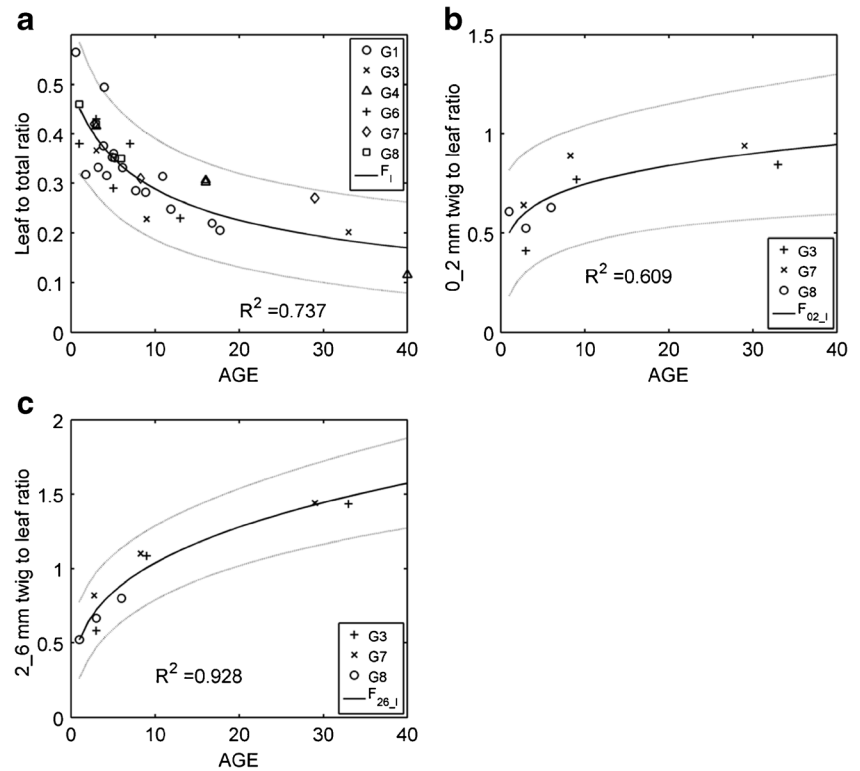 a
Leaf to total ratio
0.5
0.4
0.3
0.2
0.1
0
G1
G3
G4
G6
G7
G8
F_l
R² =0.737
0 10 20 30 40
AGE
b
0_2 mm twig to leaf ratio
1.5
1
0.5
0
R² =0.609
G3
G7
G8
F_02_l
0 10 20 30 40
AGE
c
2_6 mm twig to leaf ratio
2
1.5
1
0.5
0
R² =0.928
G3
G7
G8
F_26_l
0 10 20 30 40
AGE